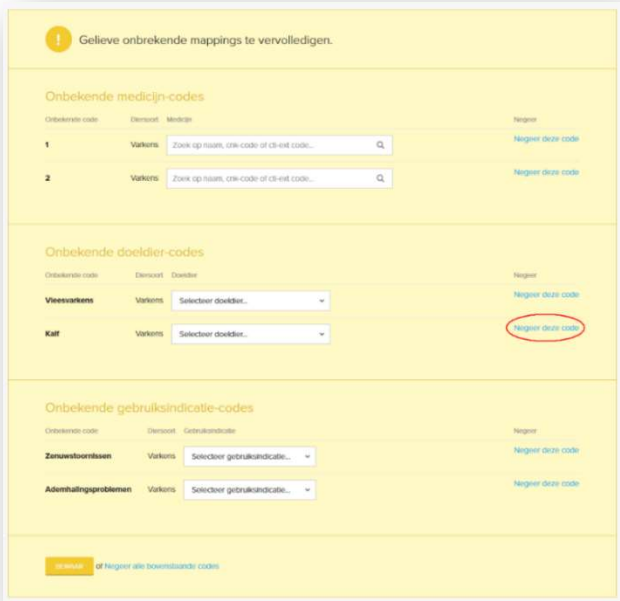 Gelieve onbrekende mappings te vervolledigen.
Onbekende medicijn-codes
Onbekende code Diersoort Medicijn Negeer
1 Varkens Zoek op naam, cnk-code of cti-ext code... Negeer deze code
2 Varkens Zoek op naam, cnk-code of cti-ext code... Negeer deze code
Onbekende doeldier-codes
Onbekende code Diersoort Doeldier Negeer
Vleesvarkens Varkens Selecteer doeldier... Negeer deze code
Kalf Varkens Selecteer doeldier... Negeer deze code
Onbekende gebruiksindicatie-codes
Onbekende code Diersoort Gebruiksindicatie Negeer
Zenuwstoornissen Varkens Selecteer gebruiksindicatie... Negeer deze code
Ademhalingsproblemen Varkens Selecteer gebruiksindicatie... Negeer deze code
BEWAAR of Negeer alle bovenstaande codes